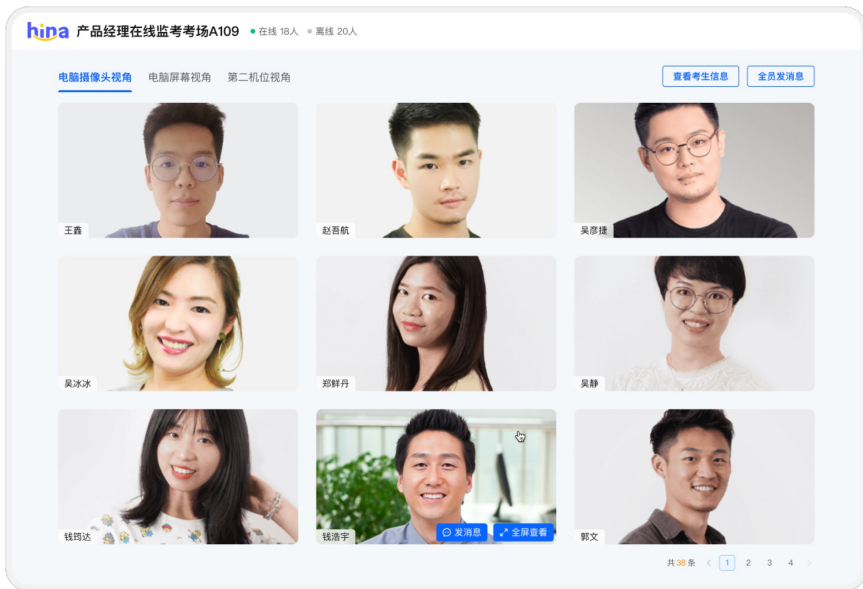 hina 产品经理在线监考考场A109 在线 18人 离线 20人
电脑摄像头视角 电脑屏幕视角 第二机位视角 查看考生信息 全员发消息
王鑫 赵吾航 吴彦捷
吴冰冰 郑鲜丹 吴静
钱筠达 钱浩宇 发消息 全屏查看 郭文
共38条 < 1 2 3 4 >